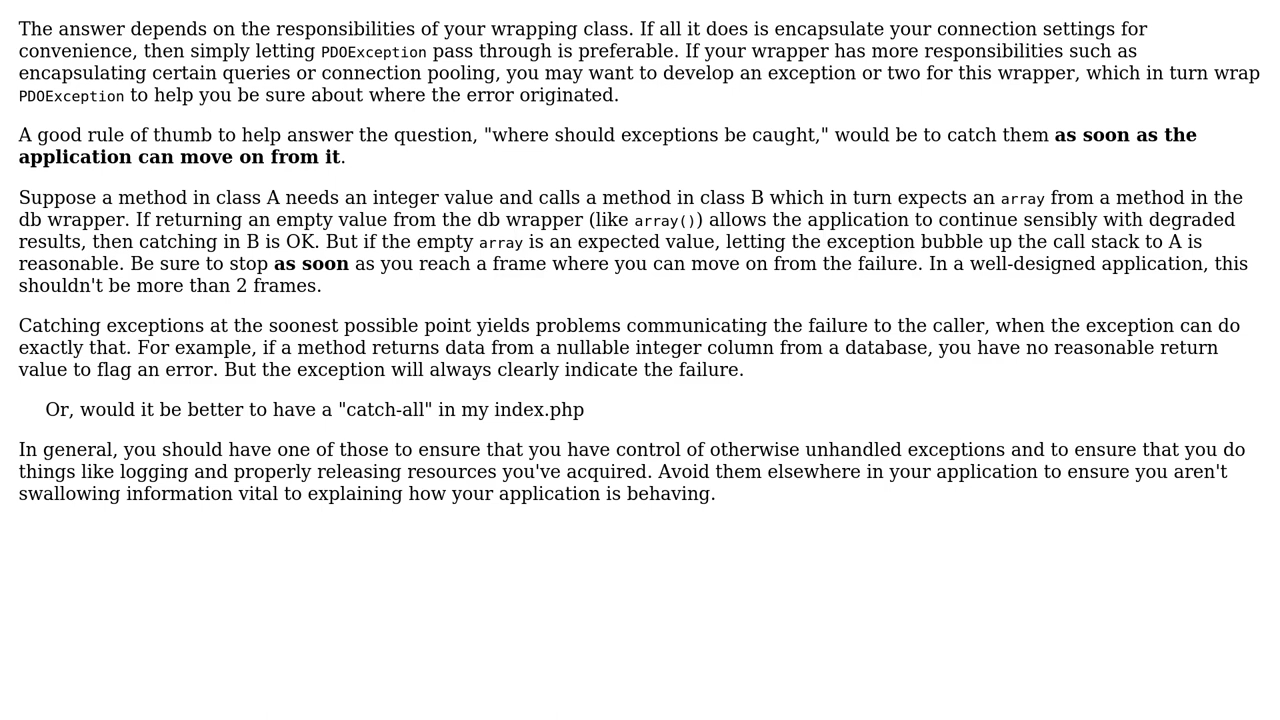 The answer depends on the responsibilities of your wrapping class. If all it does is encapsulate your connection settings for
convenience, then simply letting PDOException pass through is preferable. If your wrapper has more responsibilities such as
encapsulating certain queries or connection pooling, you may want to develop an exception or two for this wrapper, which in turn wrap
PDOException to help you be sure about where the error originated.
A good rule of thumb to help answer the question, "where should exceptions be caught," would be to catch them as soon as the
application can move on from it.
Suppose a method in class A needs an integer value and calls a method in class B which in turn expects an array from a method in the
db wrapper. If returning an empty value from the db wrapper (like array()) allows the application to continue sensibly with degraded
results, then catching in B is OK. But if the empty array is an expected value, letting the exception bubble up the call stack to A is
reasonable. Be sure to stop as soon as you reach a frame where you can move on from the failure. In a well-designed application, this
shouldn't be more than 2 frames.
Catching exceptions at the soonest possible point yields problems communicating the failure to the caller, when the exception can do
exactly that. For example, if a method returns data from a nullable integer column from a database, you have no reasonable return
value to flag an error. But the exception will always clearly indicate the failure.
Or, would it be better to have a "catch-all" in my index.php
In general, you should have one of those to ensure that you have control of otherwise unhandled exceptions and to ensure that you do
things like logging and properly releasing resources you've acquired. Avoid them elsewhere in your application to ensure you aren't
swallowing information vital to explaining how your application is behaving.